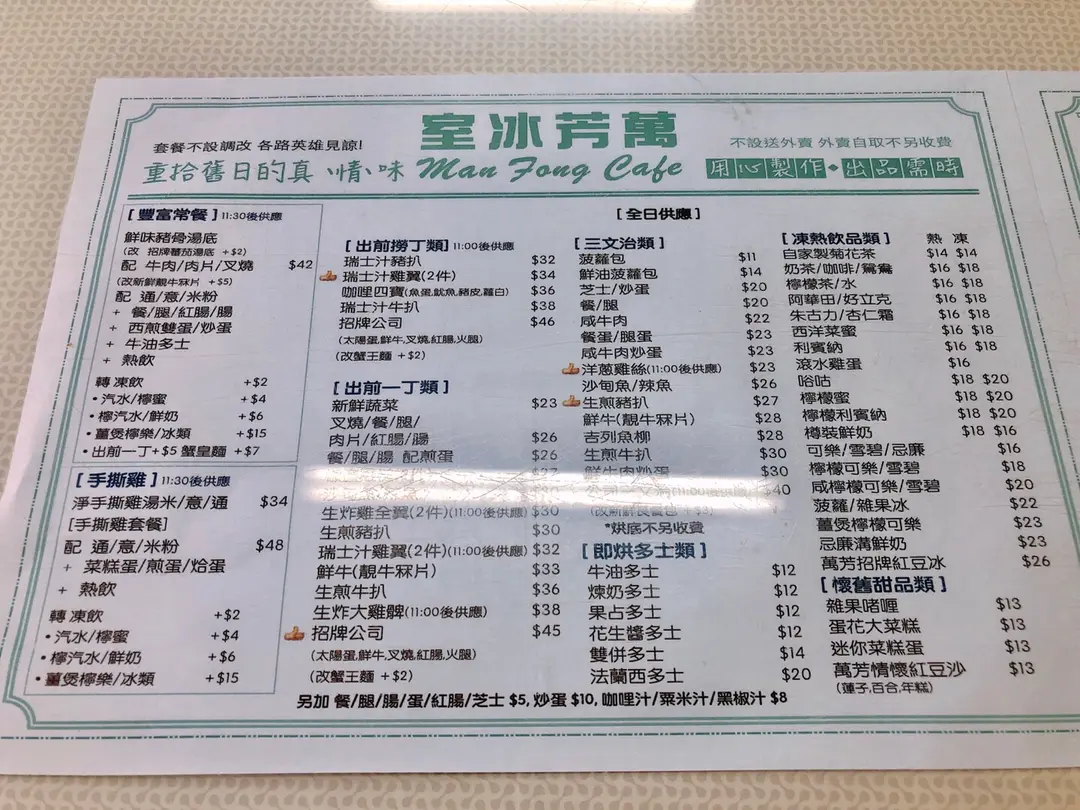 套餐不設調改 各路英雄見諒!
室冰芳萬
不設送外賣 外賣自取不另收費
重拾舊日的真情味
Man Fong Cafe
用心製作・出品需時
[豐富常餐] 11:30後供應
鮮味豬骨湯底
(改 招牌蕃茄湯底 +$2)
配 牛肉/肉片/叉燒 $42
(改新鮮靚牛冧片 +$5)
配 通/意/米粉
+ 餐/腿/紅腸/腸
+ 西煎雙蛋/炒蛋
+ 牛油多士
+ 熱飲
轉凍飲 +$2
•汽水/檸蜜 +$4
•檸汽水/鮮奶 +$6
•薑煲檸樂/冰類 +$15
•出前一丁+$5 蟹皇麵 +$7
[手撕雞] 11:30後供應
淨手撕雞湯米/意/通 $34
[手撕雞套餐]
配 通/意/米粉 $48
+ 菜糕蛋/煎蛋/烚蛋
+ 熱飲
轉凍飲 +$2
•汽水/檸蜜 +$4
•檸汽水/鮮奶 +$6
•薑煲檸樂/冰類 +$15
[全日供應]
[出前撈丁類] 11:00後供應
瑞士汁豬扒 $32
瑞士汁雞翼(2件) $34
咖哩四寶(魚蛋,魷魚,豬皮,蘿白) $36
瑞士汁牛扒 $38
招牌公司 $46
(太陽蛋,鮮牛,叉燒,紅腸,火腿)
(改蟹王麵 +$2)
[出前一丁類]
新鮮蔬菜 $23
叉燒/餐/腿/
肉片/紅腸/腸 $26
餐/腿/腸 配煎蛋 $26
$27
生炸雞全翼(2件)(11:00後供應) $30
生煎豬扒 $30
瑞士汁雞翼(2件)(11:00後供應) $32
鮮牛(靚牛冧片) $33
生煎牛扒 $36
生炸大雞髀(11:00後供應) $38
招牌公司 $45
(太陽蛋,鮮牛,叉燒,紅腸,火腿)
(改蟹王麵 +$2)
[三文治類]
菠蘿包 $11
鮮油菠蘿包 $14
芝士/炒蛋 $20
餐/腿 $20
咸牛肉 $22
餐蛋/腿蛋 $23
咸牛肉炒蛋 $23
洋蔥雞絲(11:00後供應) $23
沙甸魚/辣魚 $26
生煎豬扒 $27
鮮牛(靚牛冧片) $28
吉列魚柳 $28
生煎牛扒 $30
鮮牛肉炒蛋 $30
$40
*烘底不另收費
[即烘多士類]
牛油多士 $12
煉奶多士 $12
果占多士 $12
花生醬多士 $12
雙併多士 $14
法蘭西多士 $20
[凍熱飲品類] 熱 凍
自家製菊花茶 $14 $14
奶茶/咖啡/鴛鴦 $16 $18
檸檬茶/水 $16 $18
阿華田/好立克 $16 $18
朱古力/杏仁霜 $16 $18
西洋菜蜜 $16 $18
利賓納 $16 $18
滾水雞蛋 $16
唂咕 $18 $20
檸檬蜜 $18 $20
檸檬利賓納 $18 $20
樽裝鮮奶 $18 $16
可樂/雪碧/忌廉 $16
檸檬可樂/雪碧 $18
咸檸檬可樂/雪碧 $20
菠蘿/雜果冰 $22
薑煲檸檬可樂 $23
忌廉溝鮮奶 $23
萬芳招牌紅豆冰 $26
[懷舊甜品類]
雜果啫喱 $13
蛋花大菜糕 $13
迷你菜糕蛋 $13
萬芳情懷紅豆沙 $13
(蓮子,百合,年糕)
另加 餐/腿/腸/蛋/紅腸/芝士 $5, 炒蛋 $10, 咖哩汁/粟米汁/黑椒汁 $8